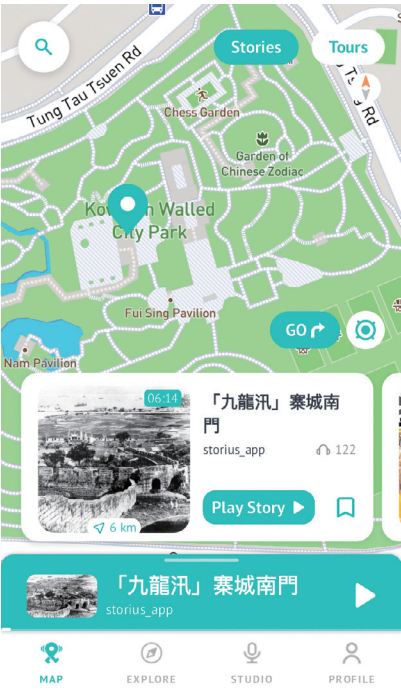 Stories
Tours
Tung Tau Tsuen Rd
Chess Garden
Garden of
Chinese Zodiac
City Park
Fui Sing Pavilion
GO
Nam Pavilion
06:14
「九龍汛」寨城南
門
storius_app
122
6 km
Play Story
「九龍汛」寨城南門
storius_app
MAP
EXPLORE
STUDIO
PROFILE